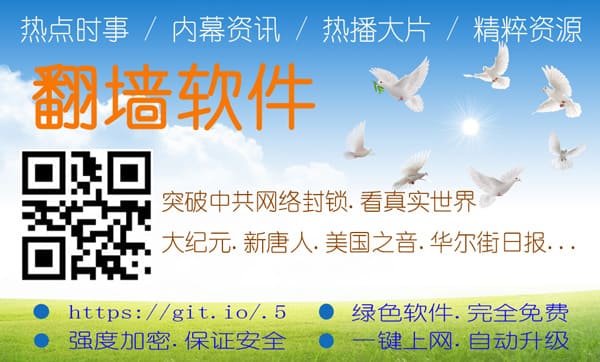 热点时事 / 内幕资讯 / 热播大片 / 精粹资源
翻墙软件
突破中共网络封锁.看真实世界
大纪元.新唐人.美国之音.华尔街日报...
● https://git.io/.5 ● 绿色软件.完全免费
● 强度加密.保证安全 ● 一键上网.自动升级